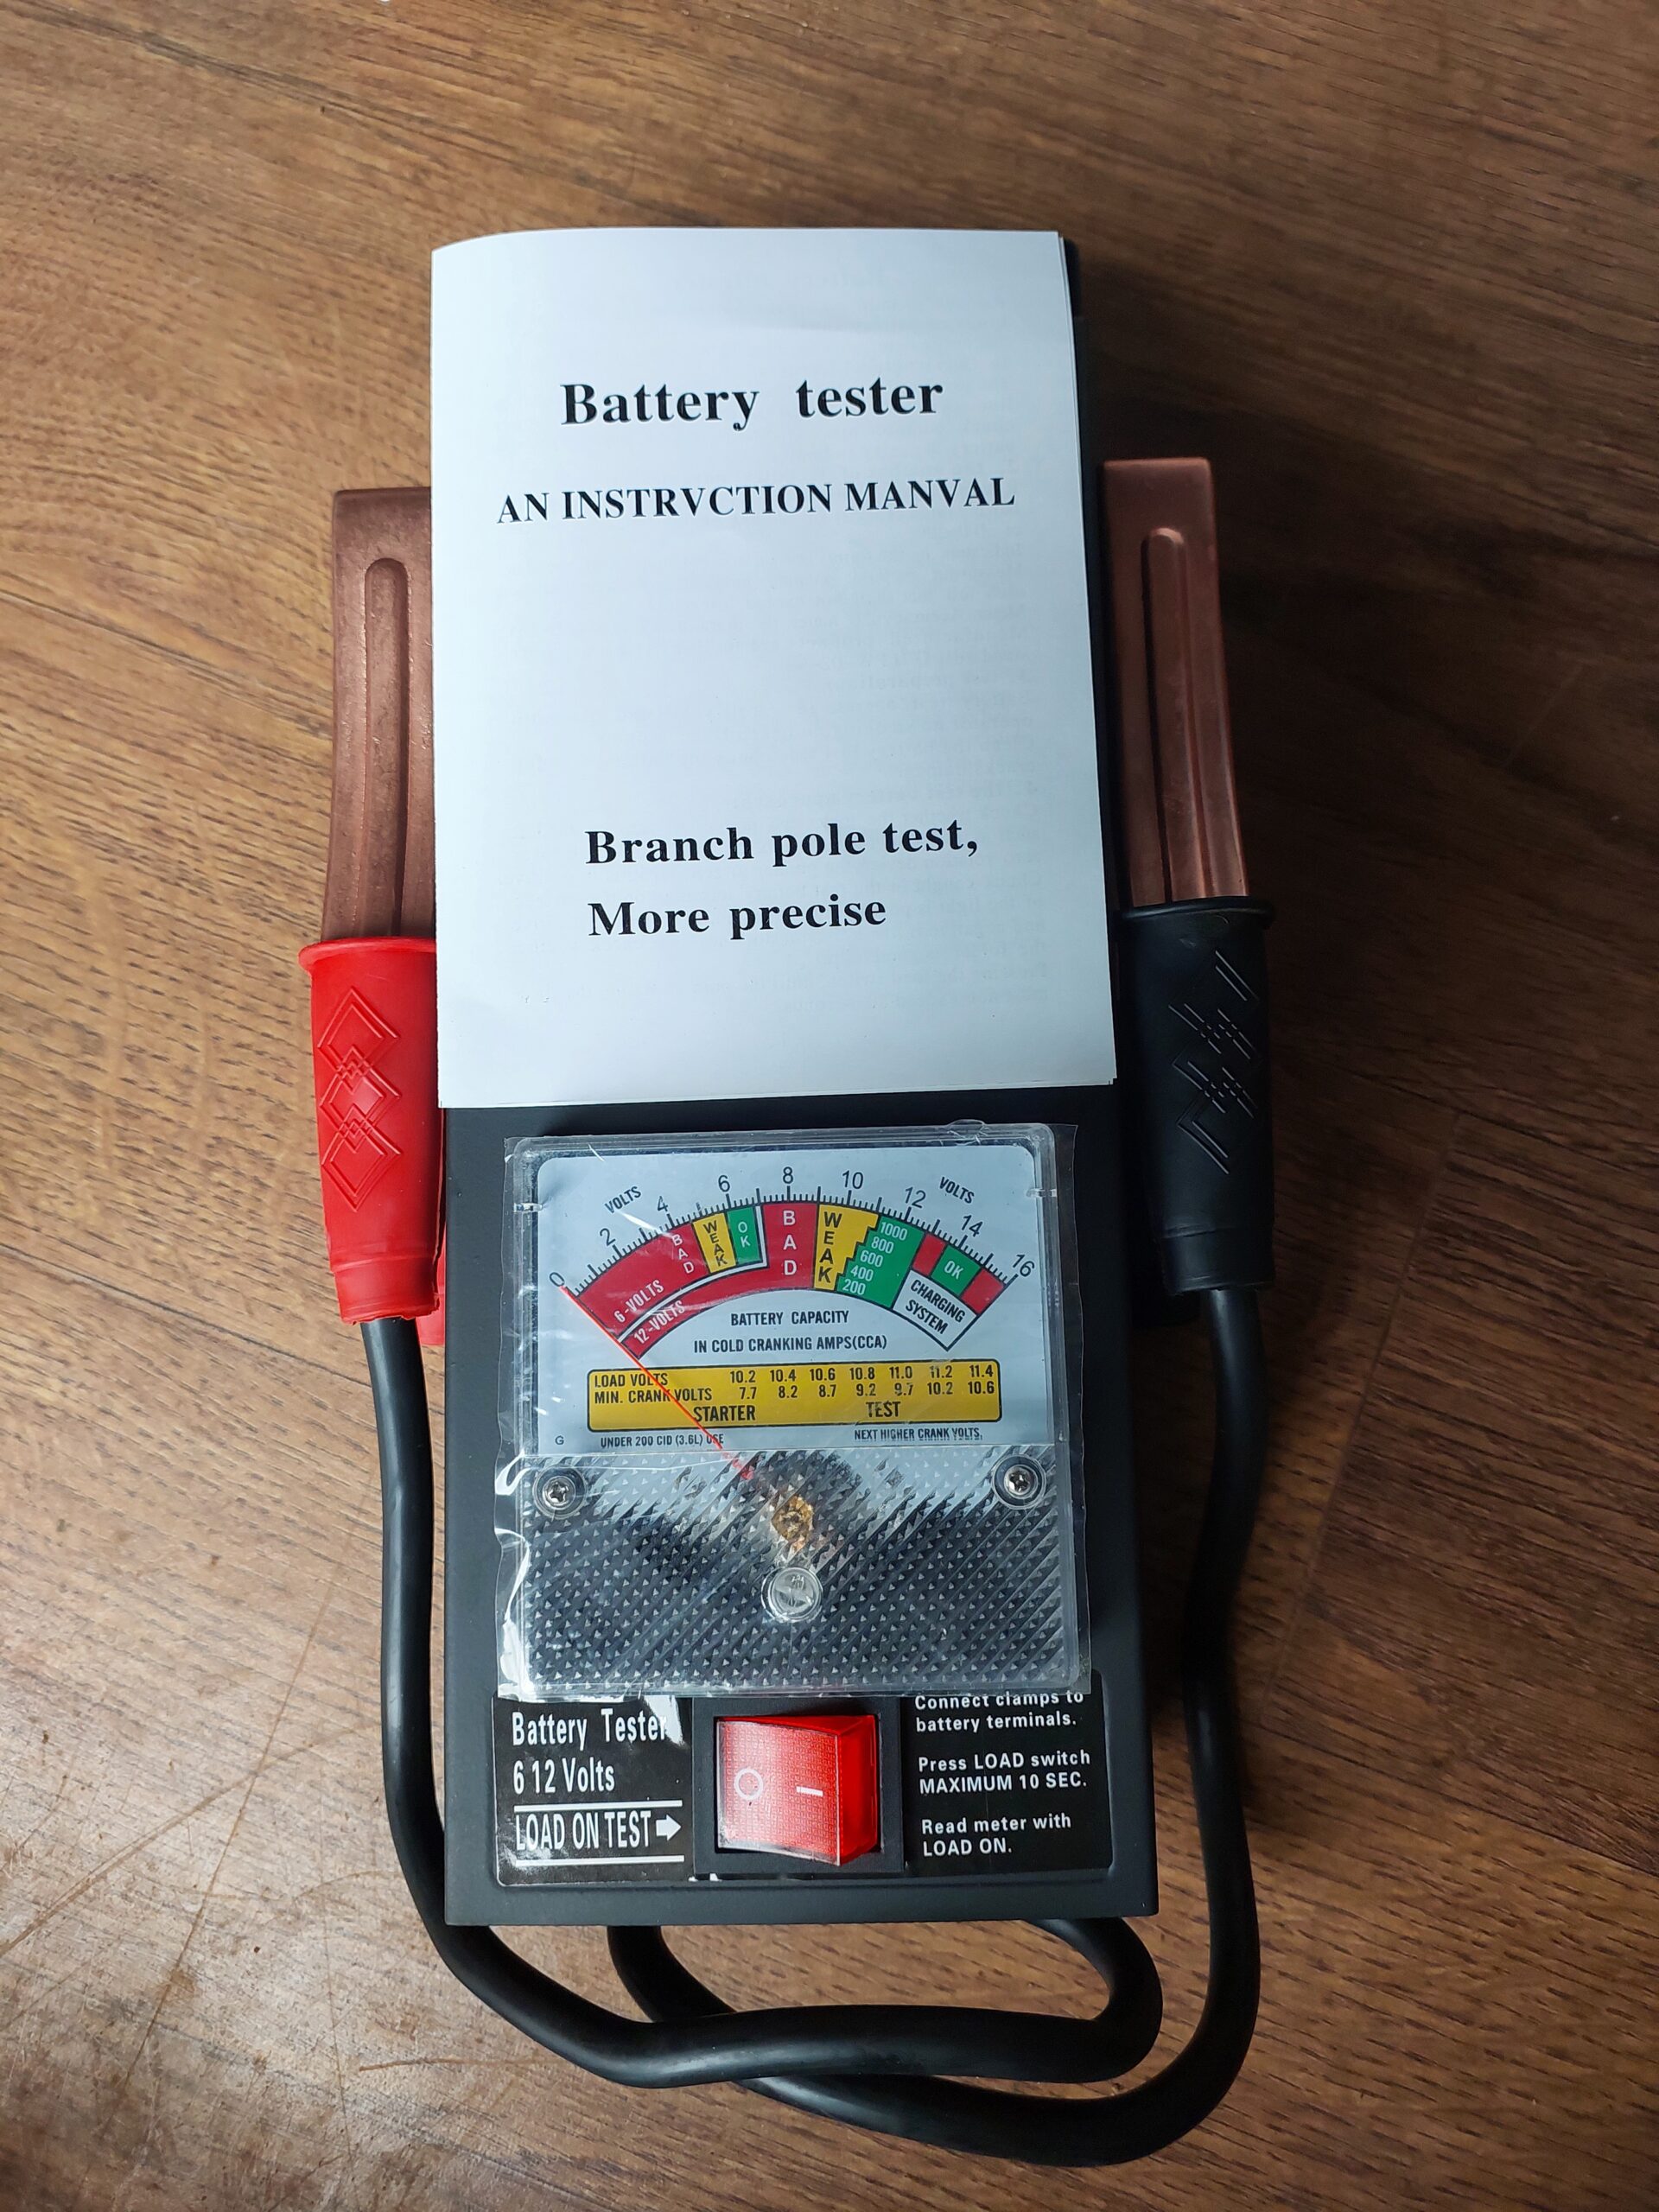 Battery tester
AN INSTRVCTION MANVAL
Branch pole test,
More precise
VOLTS VOLTS
0 2 4 6 8 10 12 14 16
BAD WEAK OK BAD WEAK 1000 800 600 400 200 OK
6-VOLTS
12-VOLTS
CHARGING
SYSTEM
BATTERY CAPACITY
IN COLD CRANKING AMPS(CCA)
LOAD VOLTS 10.2 10.4 10.6 10.8 11.0 11.2 11.4
MIN. CRANK VOLTS 7.7 8.2 8.7 9.2 9.7 10.2 10.6
STARTER TEST
G UNDER 200 CID (3.6L) USE NEXT HIGHER CRANK VOLTS.
Battery Tester
6 12 Volts
LOAD ON TEST
Connect clamps to
battery terminals.
Press LOAD switch
MAXIMUM 10 SEC.
Read meter with
LOAD ON.